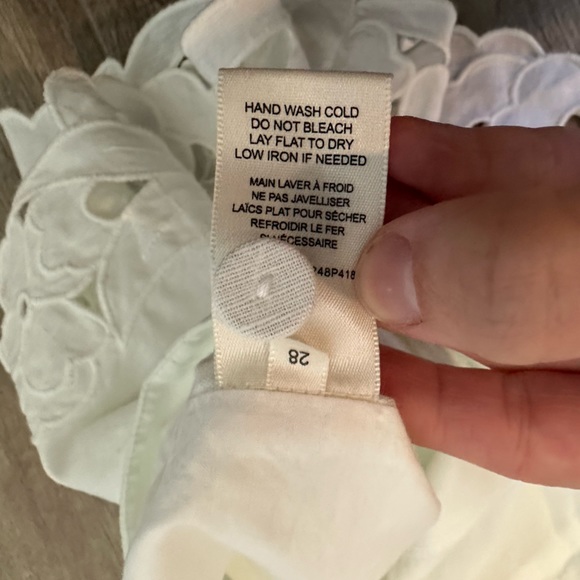 HAND WASH COLD
DO NOT BLEACH
LAY FLAT TO DRY
LOW IRON IF NEEDED
MAIN LAVER À FROID
NE PAS JAVELLISER
LAÏCS PLAT POUR SÉCHER
REFROIDIR LE FER
SI NÉCESSAIRE
248P418
28